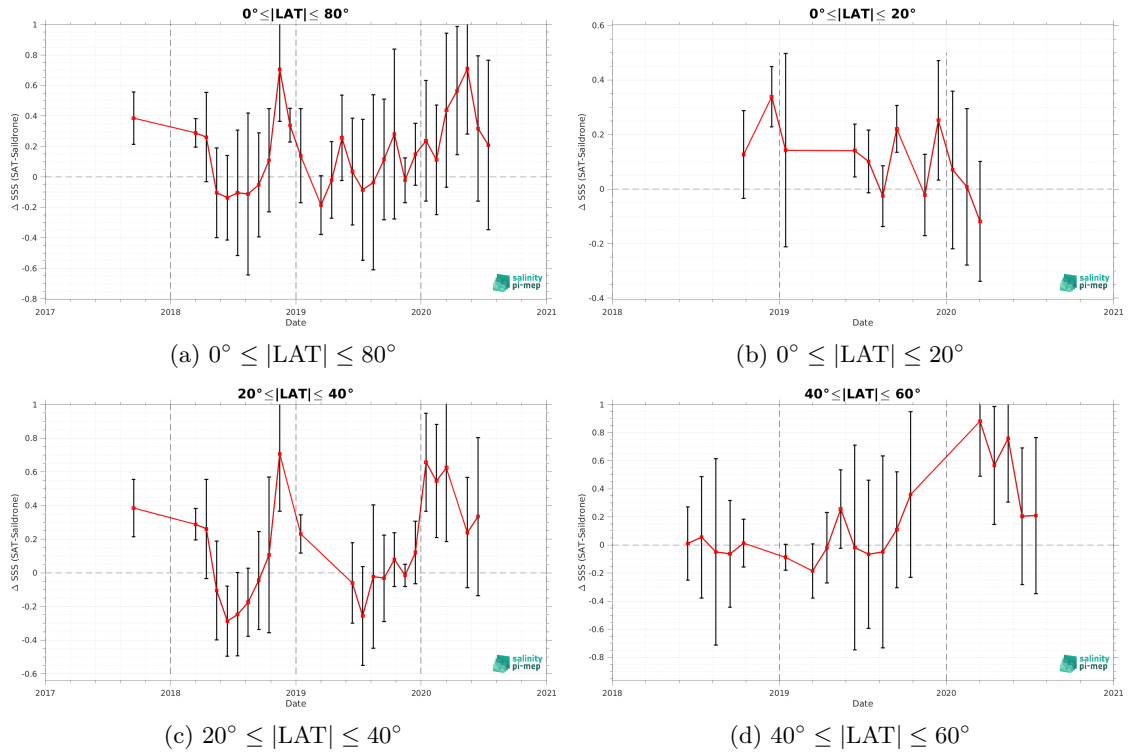 0°≤|LAT|≤ 80°
1
0.8
0.6
0.4
0.2
0
-0.2
-0.4
-0.6
-0.8
Δ SSS (SAT-Saildrone)
2017
2018
2019
2020
2021
Date
salinity
pi-mep
(a) 0° ≤ |LAT| ≤ 80°
0°≤|LAT|≤ 20°
0.6
0.4
0.2
0
-0.2
-0.4
Δ SSS (SAT-Saildrone)
2018
2019
2020
2021
Date
salinity
pi-mep
(b) 0° ≤ |LAT| ≤ 20°
20°≤|LAT|≤ 40°
1
0.8
0.6
0.4
0.2
0
-0.2
-0.4
-0.6
Δ SSS (SAT-Saildrone)
2017
2018
2019
2020
2021
Date
salinity
pi-mep
(c) 20° ≤ |LAT| ≤ 40°
40°≤|LAT|≤ 60°
1
0.8
0.6
0.4
0.2
0
-0.2
-0.4
-0.6
-0.8
Δ SSS (SAT-Saildrone)
2018
2019
2020
2021
Date
salinity
pi-mep
(d) 40° ≤ |LAT| ≤ 60°